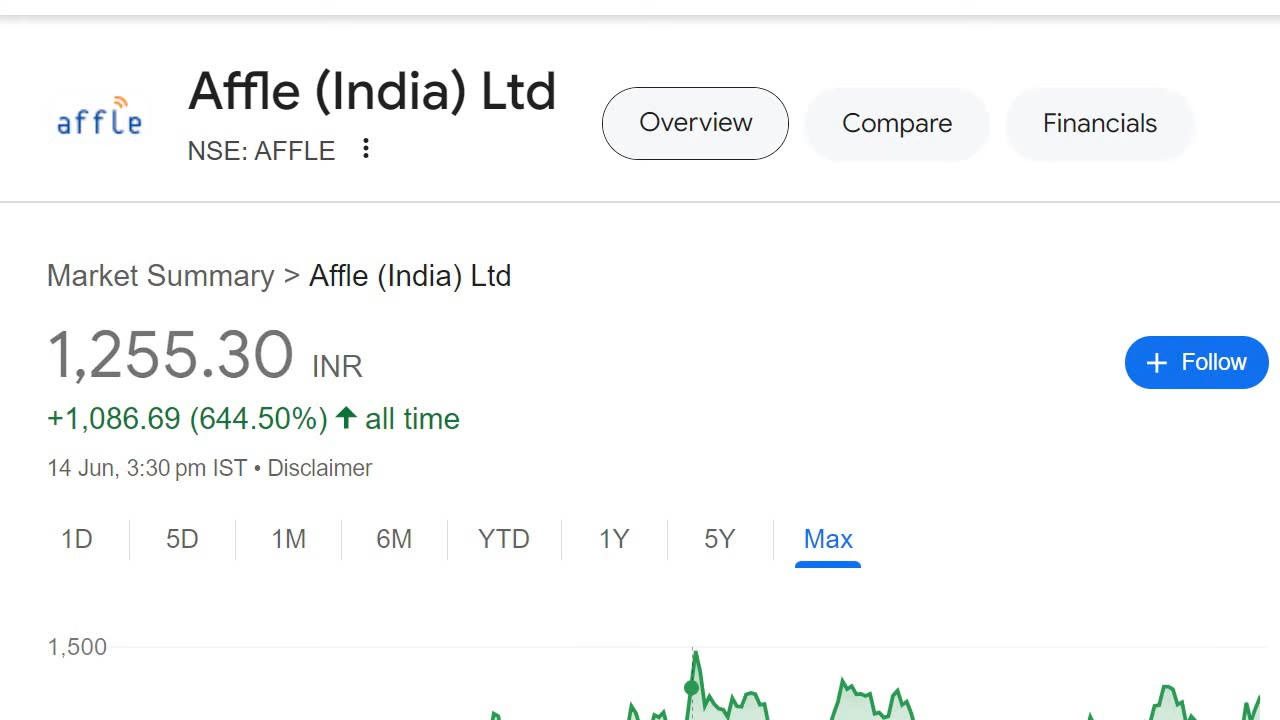 affle
Affle (India) Ltd
NSE: AFFLE
Overview
Compare
Financials
Market Summary > Affle (India) Ltd
1,255.30 INR
+ Follow
+1,086.69 (644.50%) ↑ all time
14 Jun, 3:30 pm IST • Disclaimer
1D 5D 1M 6M YTD 1Y 5Y Max
1,500